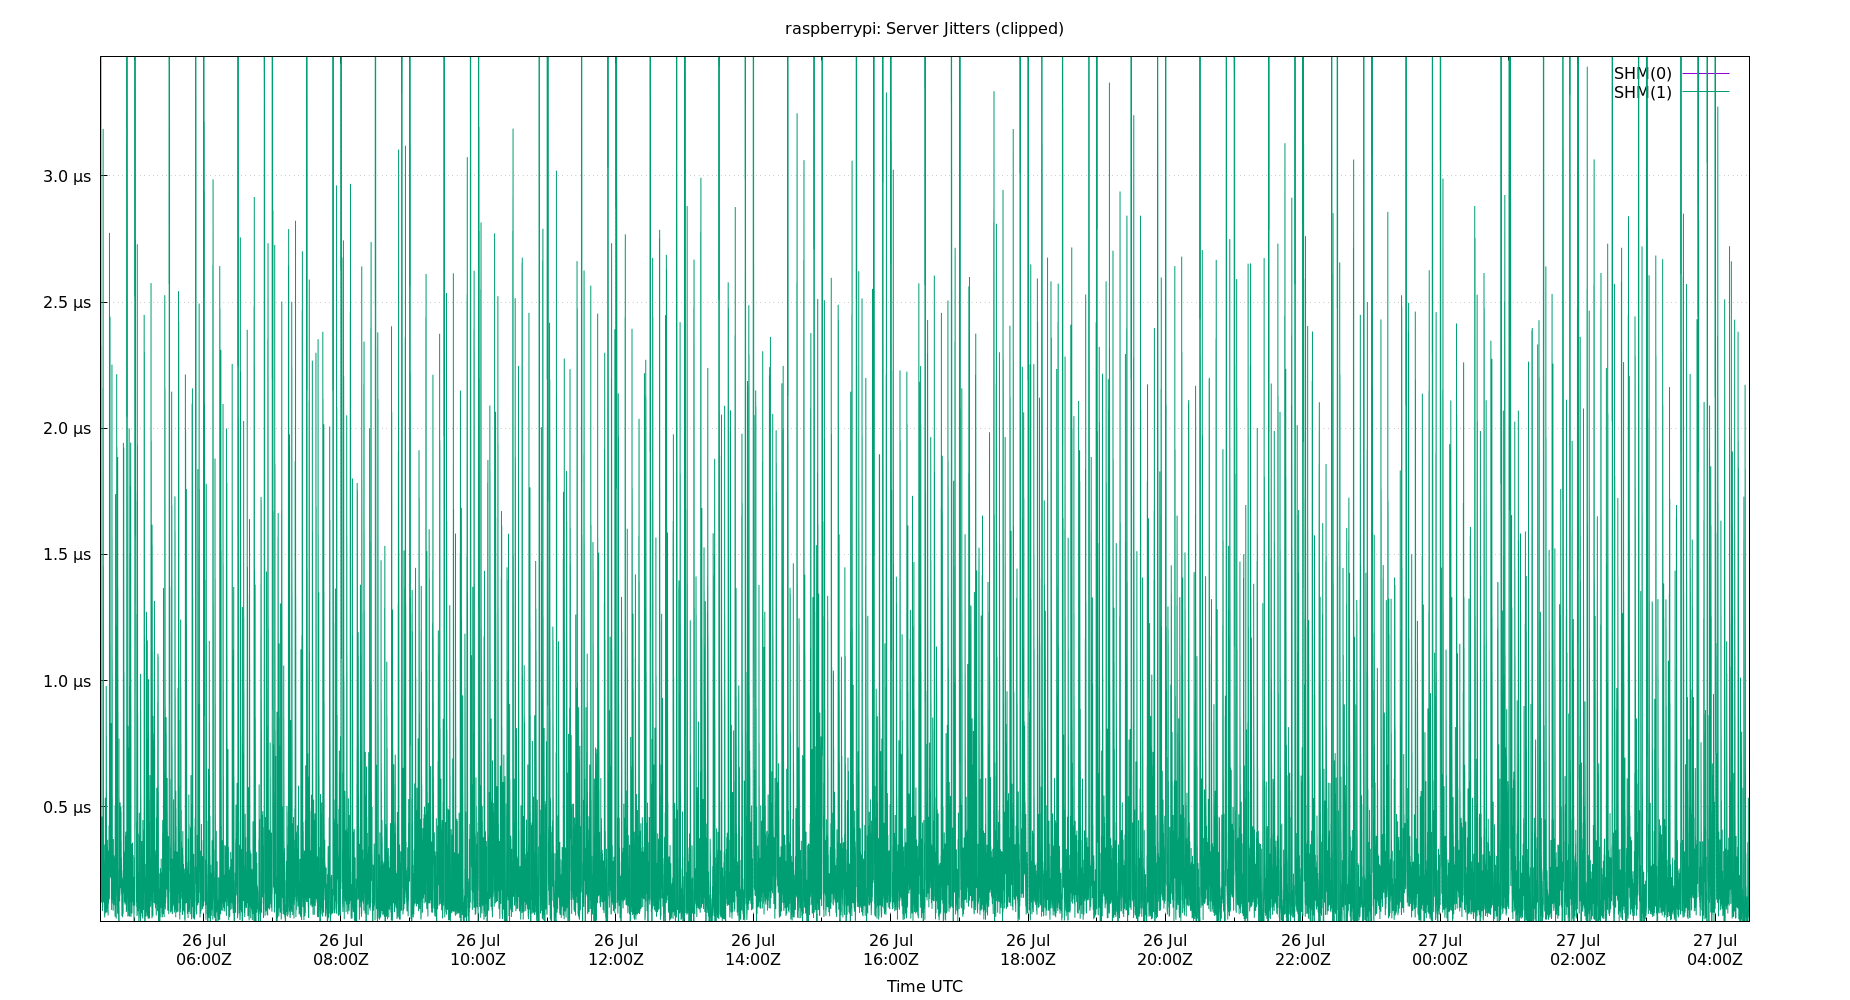 raspberrypi: Server Jitters (clipped)
SHM(0)
SHM(1)
3.0 µs
2.5 µs
2.0 µs
1.5 µs
1.0 µs
0.5 µs
26 Jul 26 Jul 26 Jul 26 Jul 26 Jul 26 Jul 26 Jul 26 Jul 26 Jul 27 Jul 27 Jul 27 Jul
06:00Z 08:00Z 10:00Z 12:00Z 14:00Z 16:00Z 18:00Z 20:00Z 22:00Z 00:00Z 02:00Z 04:00Z
Time UTC